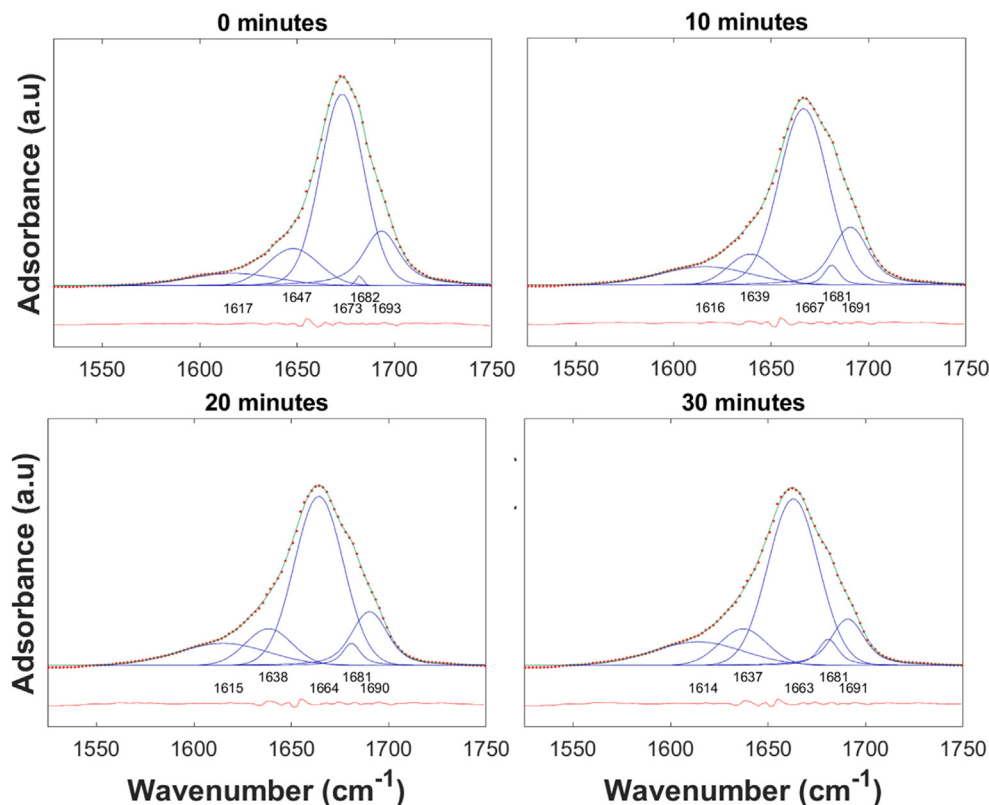 0 minutes
10 minutes
Adsorbance (a.u)
1617 1647 1673 1682 1693
1616 1639 1667 1681 1691
1550 1600 1650 1700 1750
1550 1600 1650 1700 1750
20 minutes
30 minutes
Adsorbance (a.u)
1615 1638 1664 1681 1690
1614 1637 1663 1681 1691
1550 1600 1650 1700 1750
1550 1600 1650 1700 1750
Wavenumber (cm⁻¹)
Wavenumber (cm⁻¹)